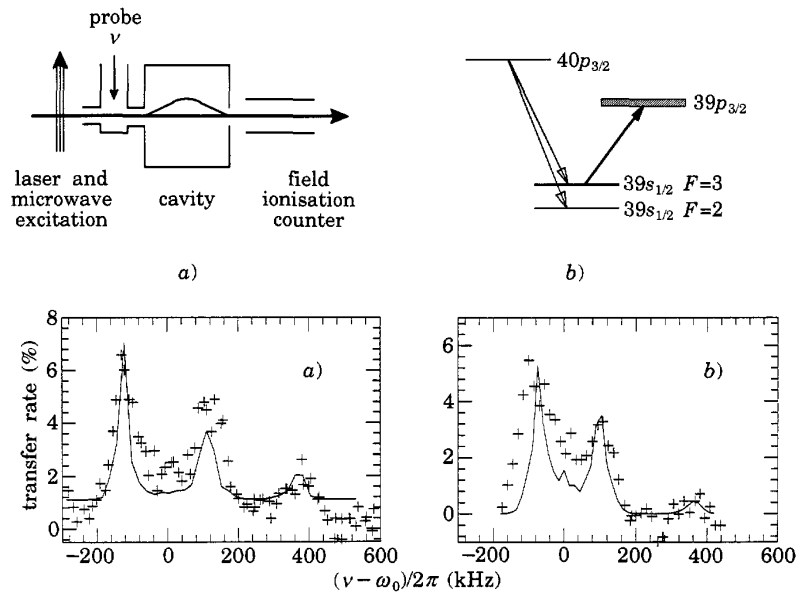 probe
ν
laser and
microwave
excitation
cavity
field
ionisation
counter
a)
40p3/2
39p3/2
39s1/2 F=3
39s1/2 F=2
b)
transfer rate (%)
8
6
4
2
0
a)
−200 0 200 400 600
6
4
2
0
b)
−200 0 200 400 600
(ν − ω0)/2π (kHz)